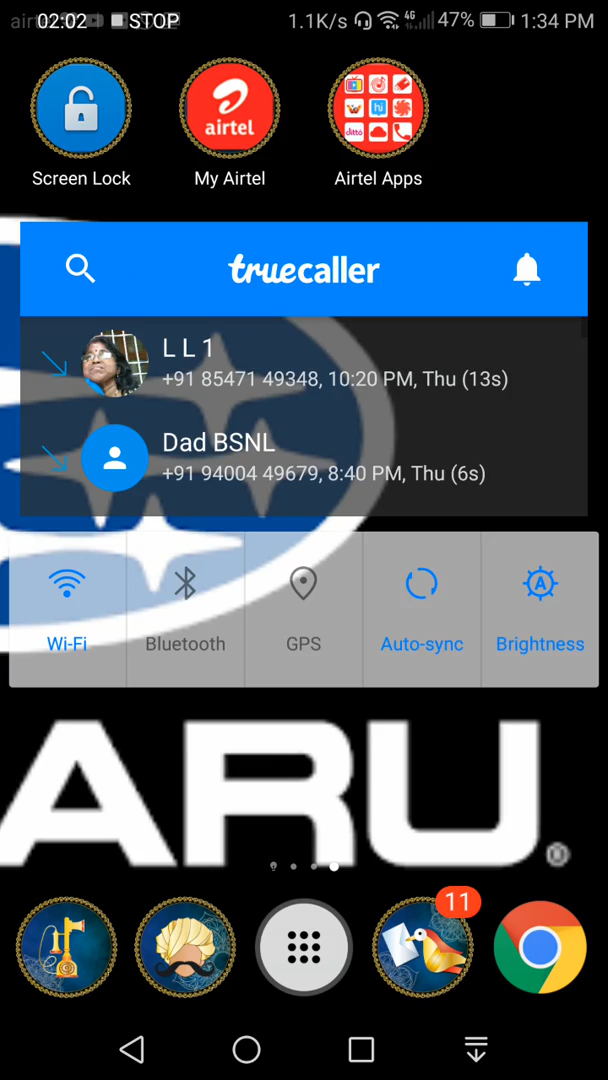 02:02 STOP 1.1K/s 4G 47% 1:34 PM
airtel
Screen Lock My Airtel Airtel Apps
truecaller
L L 1
+91 85471 49348, 10:20 PM, Thu (13s)
Dad BSNL
+91 94004 49679, 8:40 PM, Thu (6s)
A
Wi-Fi Bluetooth GPS Auto-sync Brightness
ARU®
11